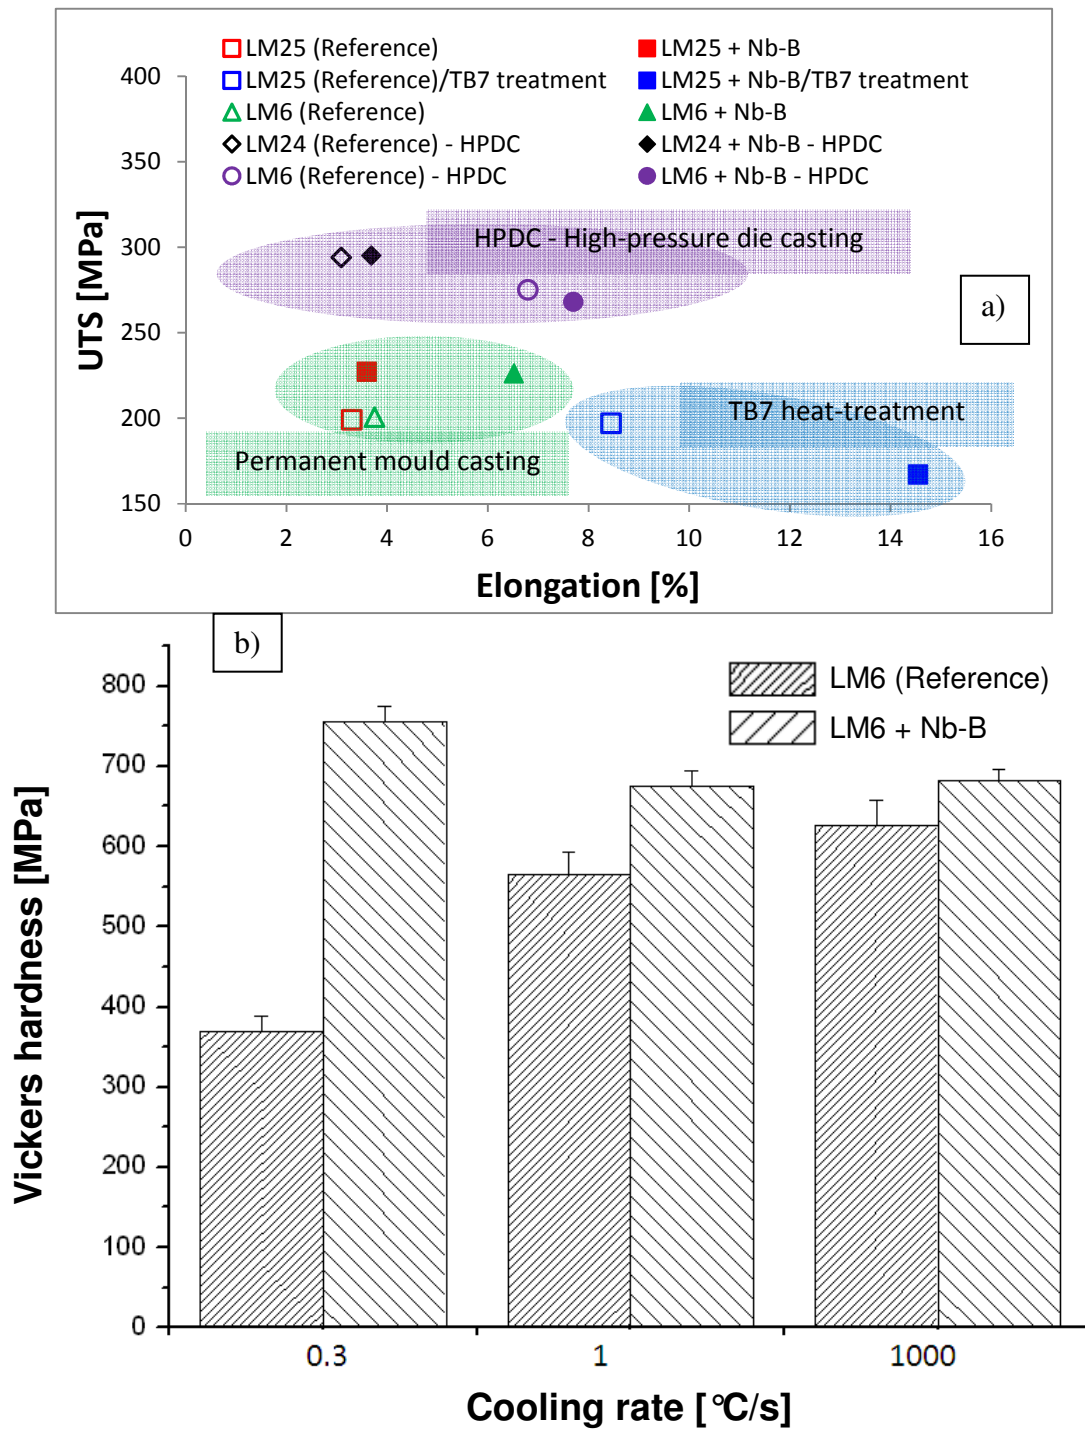 LM25 (Reference) LM25 + Nb-B
LM25 (Reference)/TB7 treatment LM25 + Nb-B/TB7 treatment
LM6 (Reference) LM6 + Nb-B
LM24 (Reference) - HPDC LM24 + Nb-B - HPDC
LM6 (Reference) - HPDC LM6 + Nb-B - HPDC
400
350
300
250
200
150
UTS [MPa]
HPDC - High-pressure die casting
a)
TB7 heat-treatment
Permanent mould casting
0 2 4 6 8 10 12 14 16
Elongation [%]
b)
LM6 (Reference)
LM6 + Nb-B
800
700
600
500
400
300
200
100
0
Vickers hardness [MPa]
0.3 1 1000
Cooling rate [°C/s]